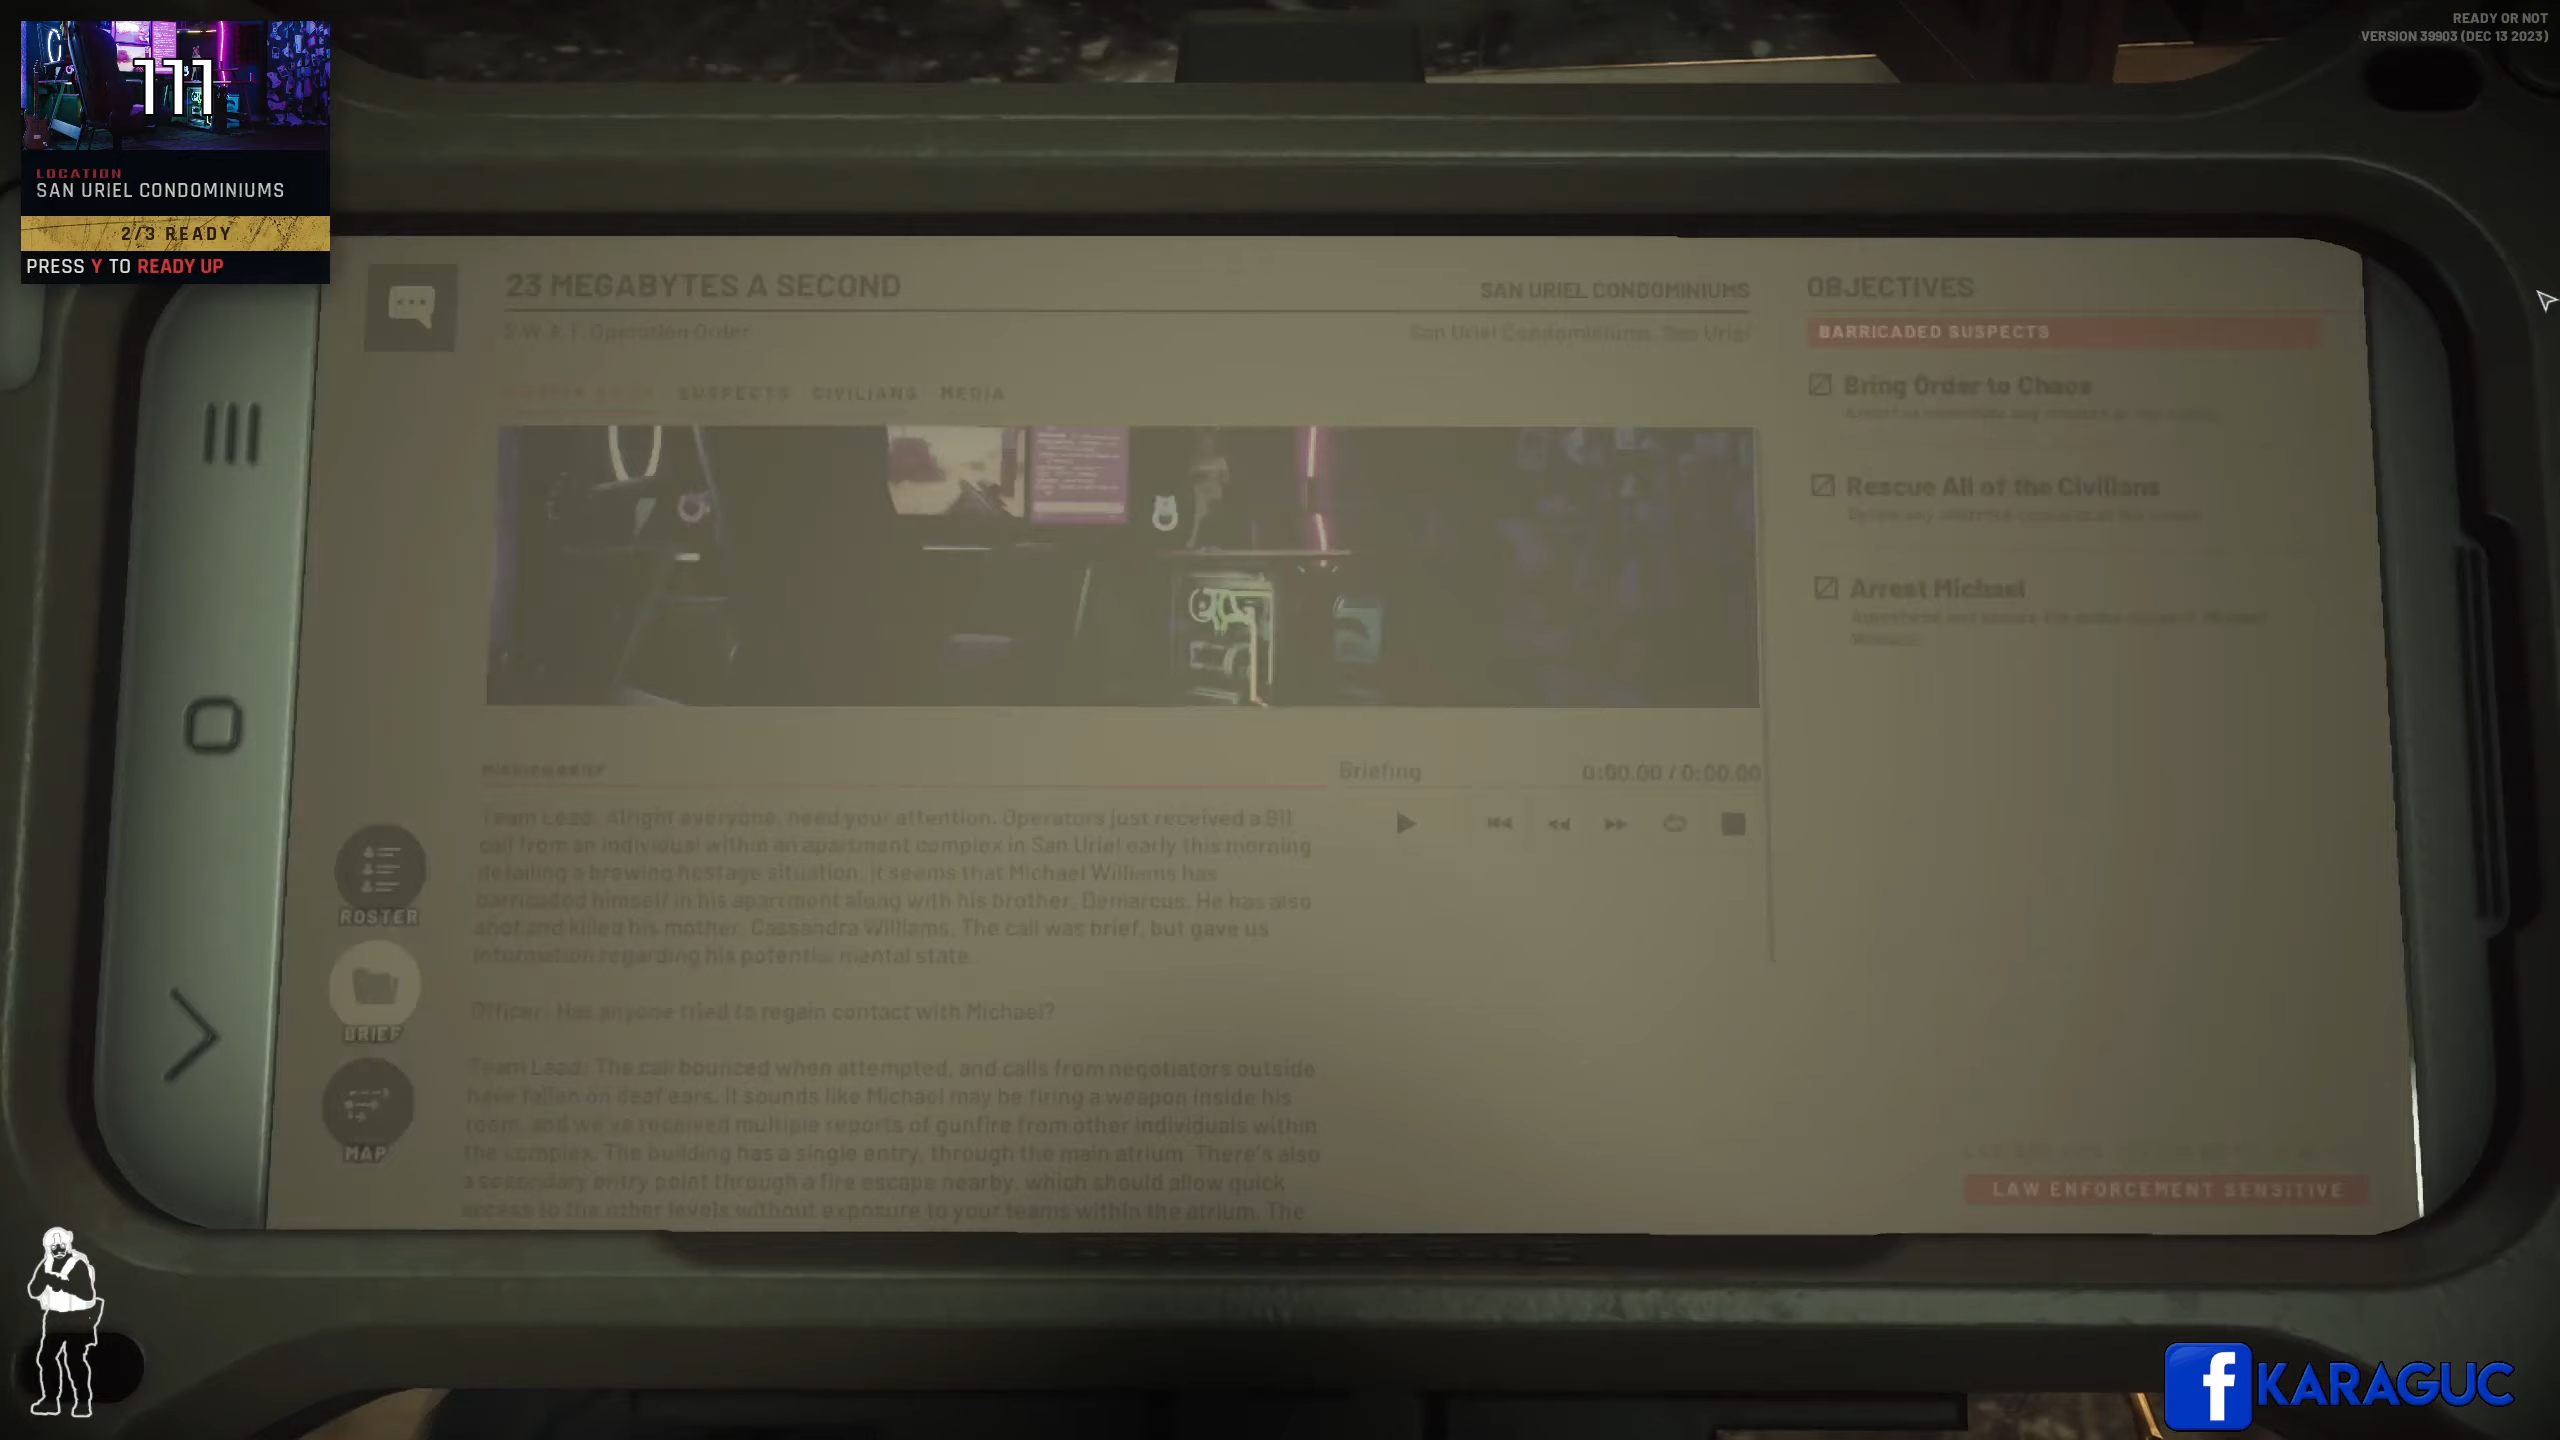 READY OR NOT
VERSION 39903 (DEC 13 2023)
111
LOCATION
SAN URIEL CONDOMINIUMS
2/3 READY
PRESS Y TO READY UP
23 MEGABYTES A SECOND
SAN URIEL CONDOMINIUMS
S.W.A.T. Operation Order
San Uriel Condominiums, San Uriel
SUSPECTS CIVILIANS MEDIA
OBJECTIVES
BARRICADED SUSPECTS
Bring Order to Chaos
Rescue All of the Civilians
Arrest Michael
MISSION BRIEF
Briefing 0:00.00 / 0:00.00
Team Lead: Alright everyone, need your attention. Operators just received a 911
call from an individual within an apartment complex in San Uriel early this morning
detailing a brewing hostage situation. It seems that Michael Williams has
barricaded himself in his apartment along with his brother, Demarcus. He has also
shot and killed his mother, Cassandra Williams. The call was brief, but gave us
information regarding his potential mental state.
Officer: Has anyone tried to regain contact with Michael?
Team Lead: The call bounced when attempted, and calls from negotiators outside
have fallen on deaf ears. It sounds like Michael may be firing a weapon inside his
room, and we've received multiple reports of gunfire from other individuals within
the complex. The building has a single entry, through the main atrium. There's also
a secondary entry point through a fire escape nearby, which should allow quick
access to the other levels without exposure to your teams within the atrium. The
ROSTER
BRIEF
MAP
LAW ENFORCEMENT SENSITIVE
f KARAGUC